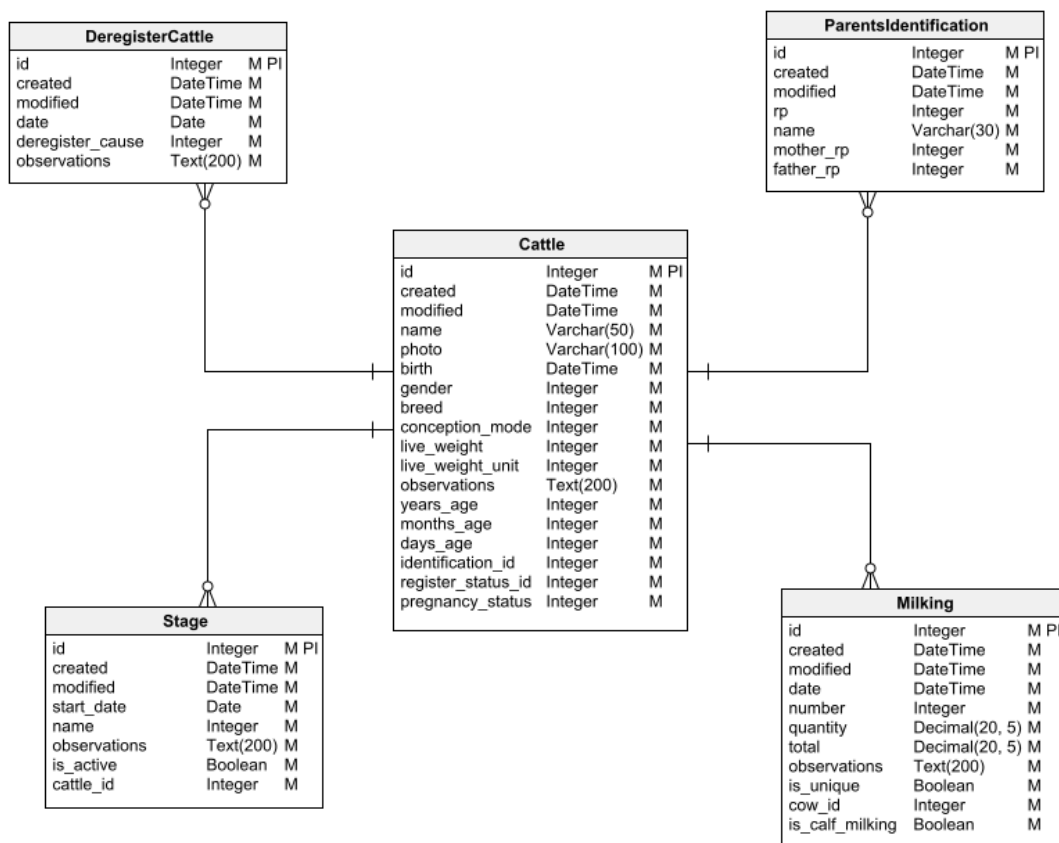 DeregisterCattle
id Integer M PI
created DateTime M
modified DateTime M
date Date M
deregister_cause Integer M
observations Text(200) M
ParentsIdentification
id Integer M PI
created DateTime M
modified DateTime M
rp Integer M
name Varchar(30) M
mother_rp Integer M
father_rp Integer M
Cattle
id Integer M PI
created DateTime M
modified DateTime M
name Varchar(50) M
photo Varchar(100) M
birth DateTime M
gender Integer M
breed Integer M
conception_mode Integer M
live_weight Integer M
live_weight_unit Integer M
observations Text(200) M
years_age Integer M
months_age Integer M
days_age Integer M
identification_id Integer M
register_status_id Integer M
pregnancy_status Integer M
Stage
id Integer M PI
created DateTime M
modified DateTime M
start_date Date M
name Integer M
observations Text(200) M
is_active Boolean M
cattle_id Integer M
Milking
id Integer M PI
created DateTime M
modified DateTime M
date DateTime M
number Integer M
quantity Decimal(20, 5) M
total Decimal(20, 5) M
observations Text(200) M
is_unique Boolean M
cow_id Integer M
is_calf_milking Boolean M